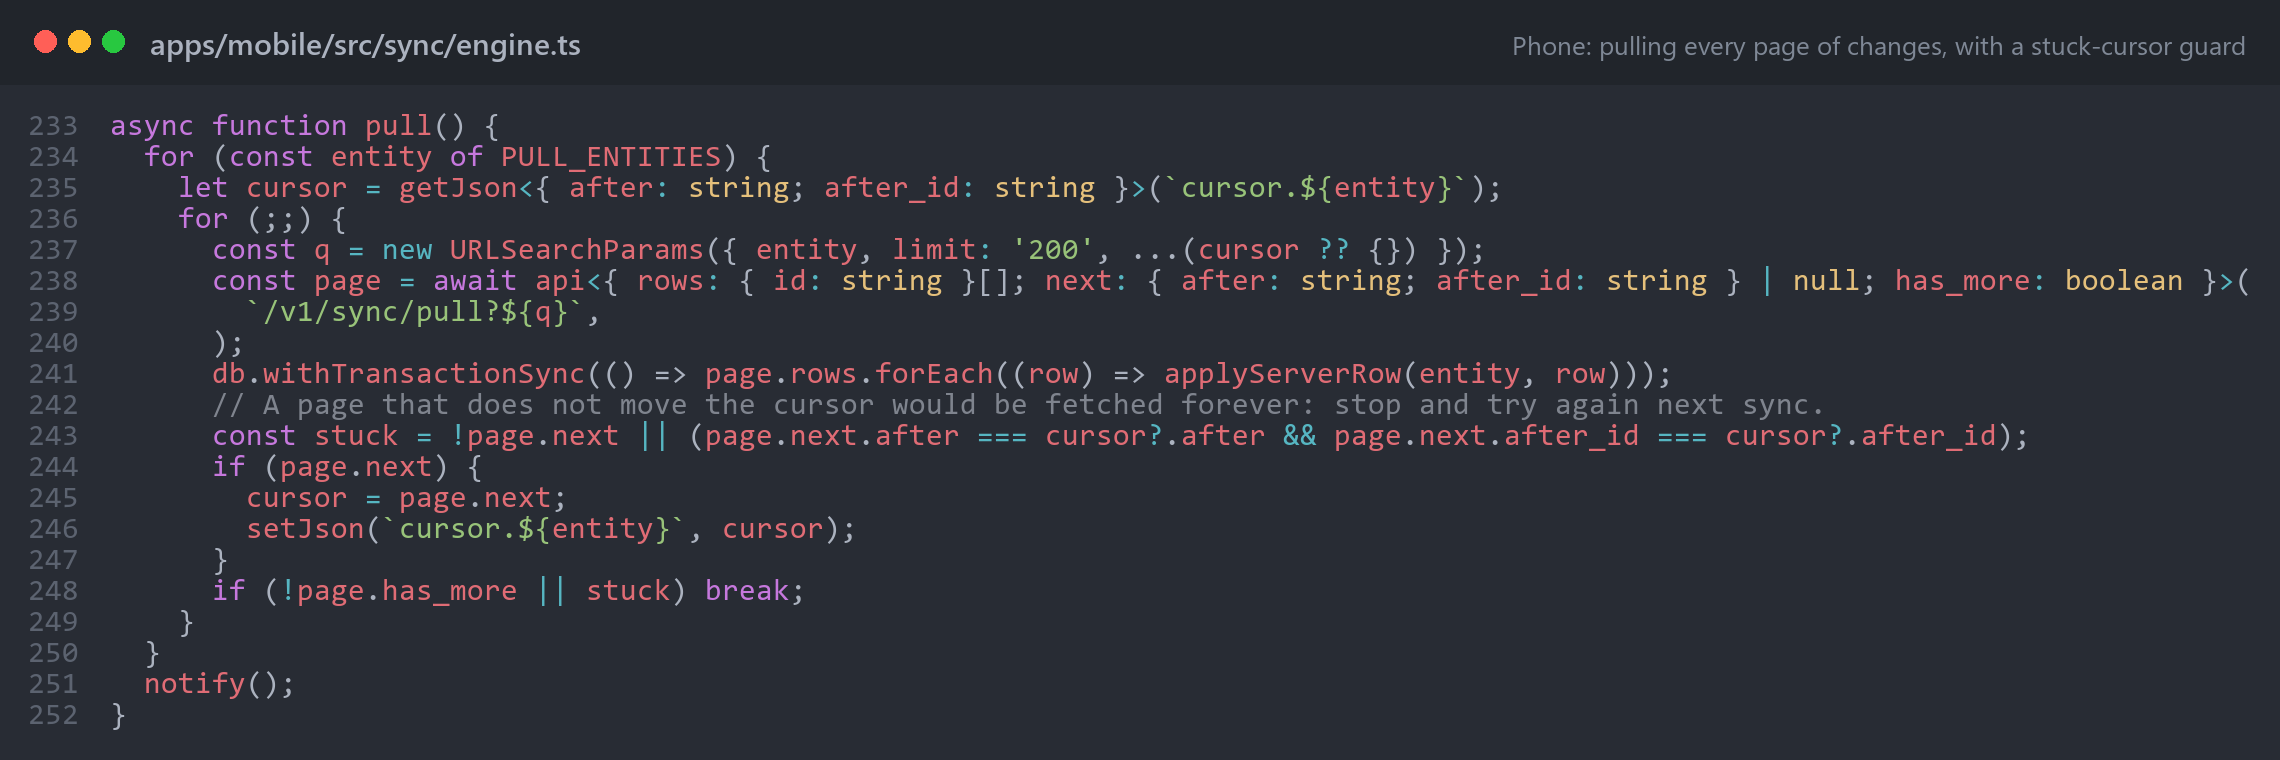 apps/mobile/src/sync/engine.ts
Phone: pulling every page of changes, with a stuck-cursor guard
233 async function pull() {
234   for (const entity of PULL_ENTITIES) {
235     let cursor = getJson<{ after: string; after_id: string }>(`cursor.${entity}`);
236     for (;;) {
237       const q = new URLSearchParams({ entity, limit: '200', ...(cursor ?? {}) });
238       const page = await api<{ rows: { id: string }[]; next: { after: string; after_id: string } | null; has_more: boolean }>(
239         `/v1/sync/pull?${q}`,
240       );
241       db.withTransactionSync(() => page.rows.forEach((row) => applyServerRow(entity, row)));
242       // A page that does not move the cursor would be fetched forever: stop and try again next sync.
243       const stuck = !page.next || (page.next.after === cursor?.after && page.next.after_id === cursor?.after_id);
244       if (page.next) {
245         cursor = page.next;
246         setJson(`cursor.${entity}`, cursor);
247       }
248       if (!page.has_more || stuck) break;
249     }
250   }
251   notify();
252 }